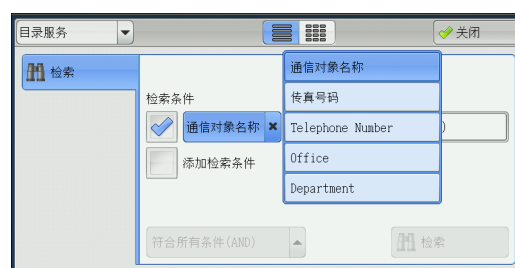 目录服务
关闭
检索
通信对象名称
检索条件
传真号码
通信对象名称
Telephone Number
)
添加检索条件
Office
Department
符合所有条件(AND)
检索